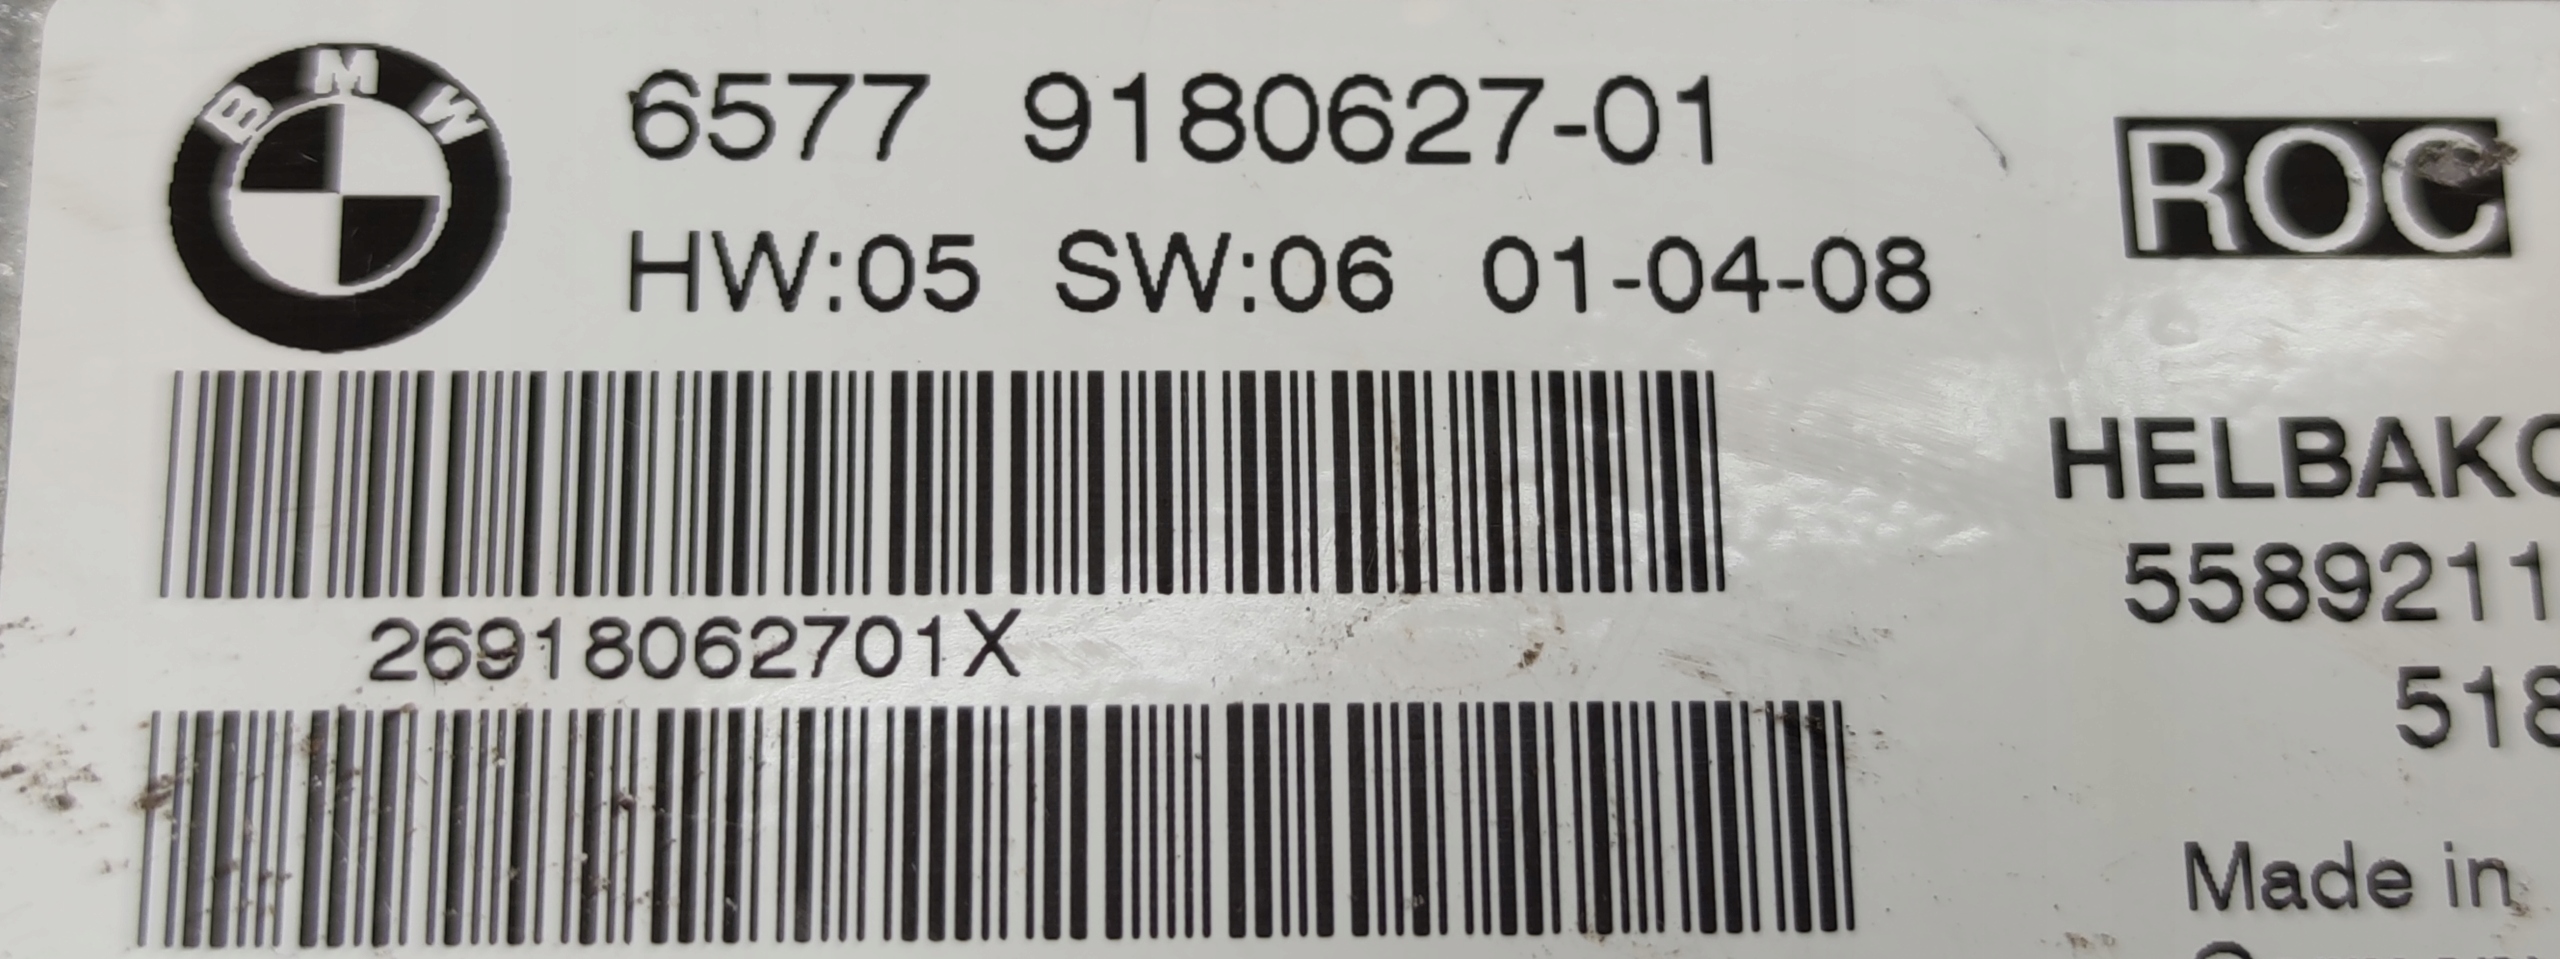 BMW
6577 9180627-01
HW:05 SW:06 01-04-08
26918062701X
ROC
HELBAKO
5589211
518
Made in